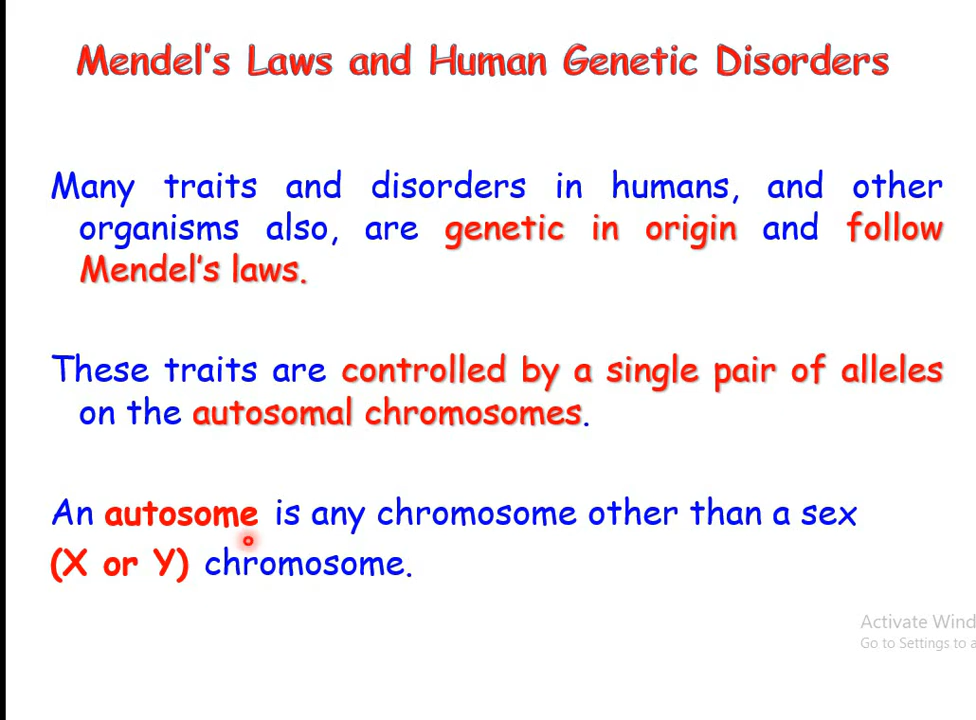 Mendel's Laws and Human Genetic Disorders
Many traits and disorders in humans, and other
organisms also, are genetic in origin and follow
Mendel's laws.
These traits are controlled by a single pair of alleles
on the autosomal chromosomes.
An autosome is any chromosome other than a sex
(X or Y) chromosome.
Activate Wind
Go to Settings to a